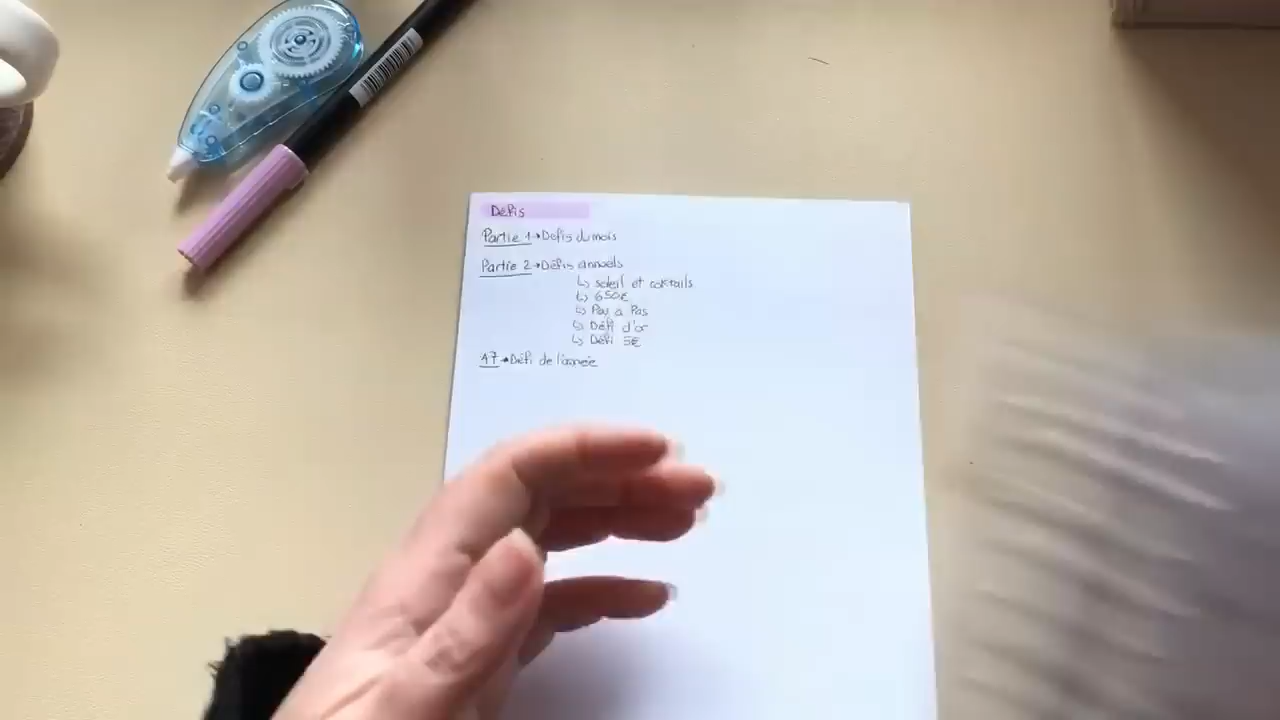 Défis
Partie 1→Défis du mois
Partie 2→Défis annuels
↳ soleil et coktails
↳ 650€
↳ Pas à Pas
↳ Défi d'or
↳ Défi 5€
17→Défi de l'année